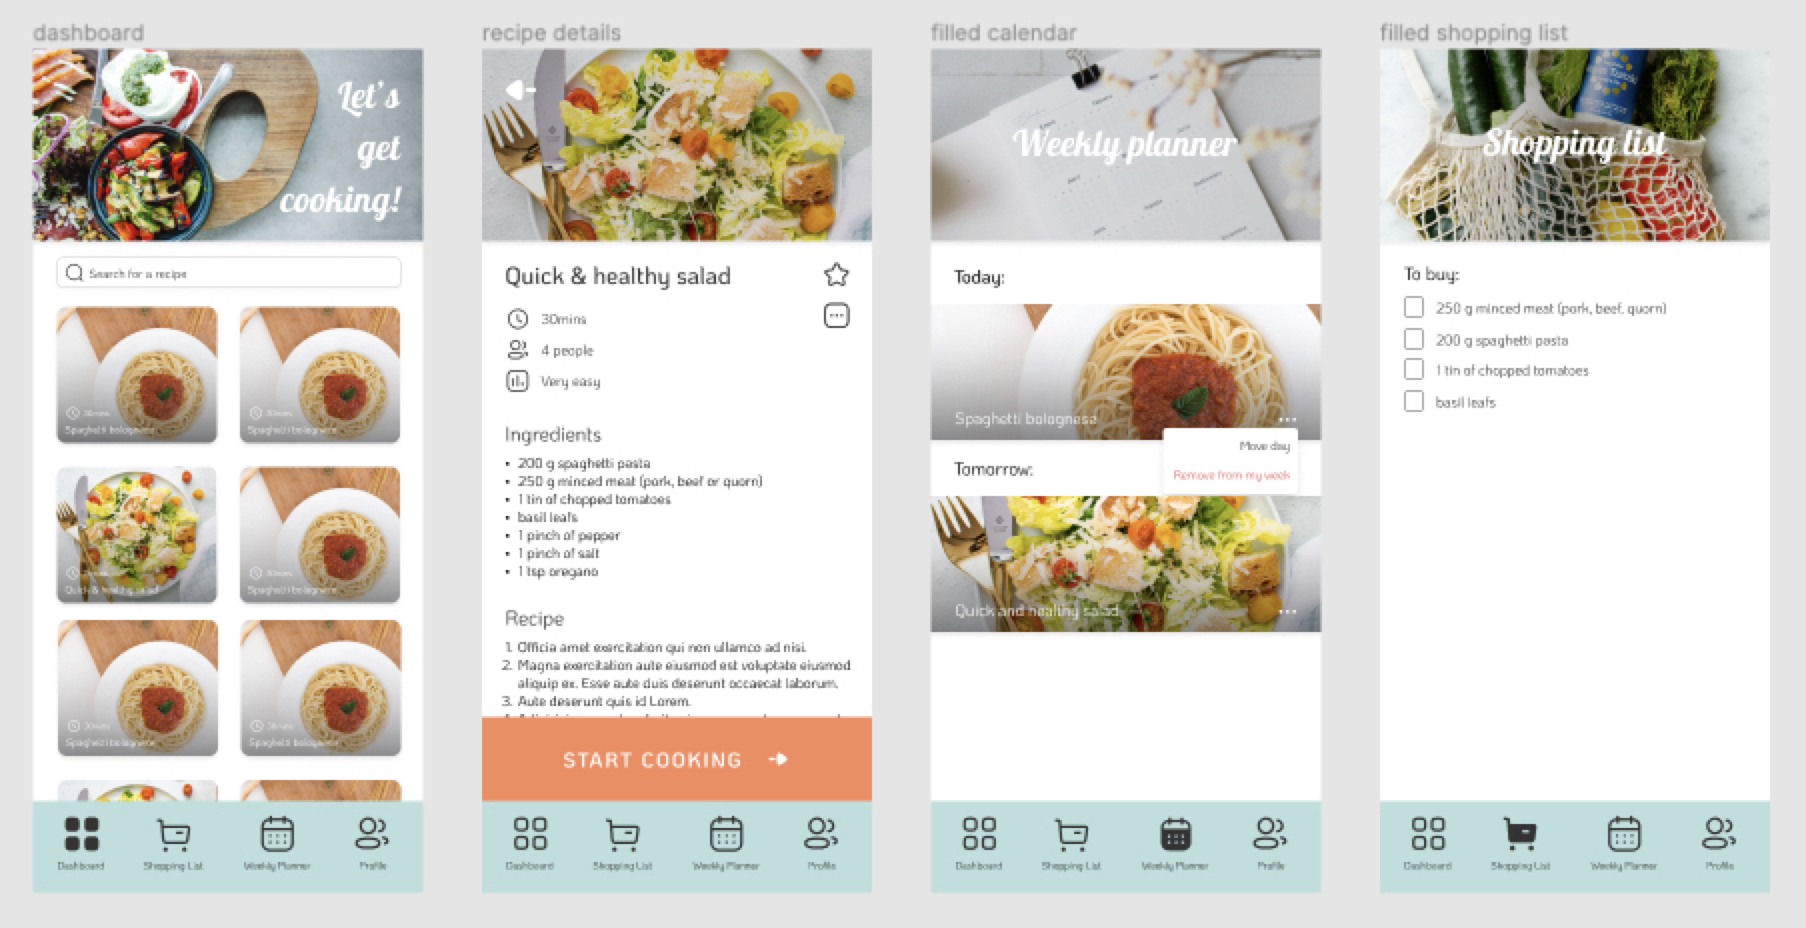 dashboard
Let's
get
cooking!
Search for a recipe
30mins
Spaghetti bolognese
30mins
Spaghetti bolognese
Quick & healthy salad
30mins
Spaghetti bolognese
30mins
Spaghetti bolognese
30mins
Spaghetti bolognese
Dashboard
Shopping List
Weekly Planner
Profile
recipe details
Quick & healthy salad
30mins
4 people
Very easy
Ingredients
• 200 g spaghetti pasta
• 250 g minced meat (pork, beef or quorn)
• 1 tin of chopped tomatoes
• basil leafs
• 1 pinch of pepper
• 1 pinch of salt
• 1 tsp oregano
Recipe
1. Officia amet exercitation qui non ullamco ad nisi.
2. Magna exercitation aute eiusmod est voluptate eiusmod
aliquip ex. Esse aute duis deserunt occaecat laborum.
3. Aute deserunt quis id Lorem.
START COOKING
Dashboard
Shopping List
Weekly Planner
Profile
filled calendar
Weekly planner
Today:
Spaghetti bolognese
Move day
Remove from my week
Tomorrow:
Quick and healthy salad
Dashboard
Shopping List
Weekly Planner
Profile
filled shopping list
Shopping list
To buy:
250 g minced meat (pork, beef, quorn)
200 g spaghetti pasta
1 tin of chopped tomatoes
basil leafs
Dashboard
Shopping List
Weekly Planner
Profile